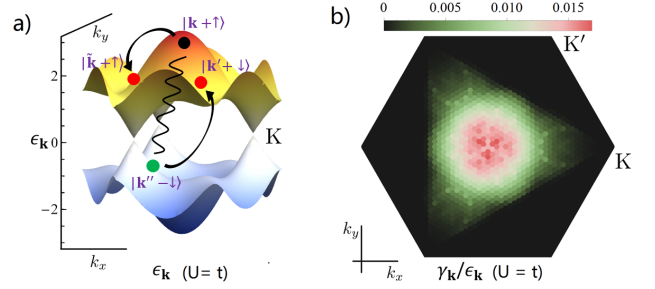 a)
k_y
|k+↑⟩
|k̃+↑⟩
|k′+↓⟩
2
ϵ_k 0
K
|k′′−↓⟩
−2
k_x
ϵ_k (U= t)
b)
0 0.005 0.010 0.015
K′
K
k_y
k_x
γ_k/ϵ_k (U = t)